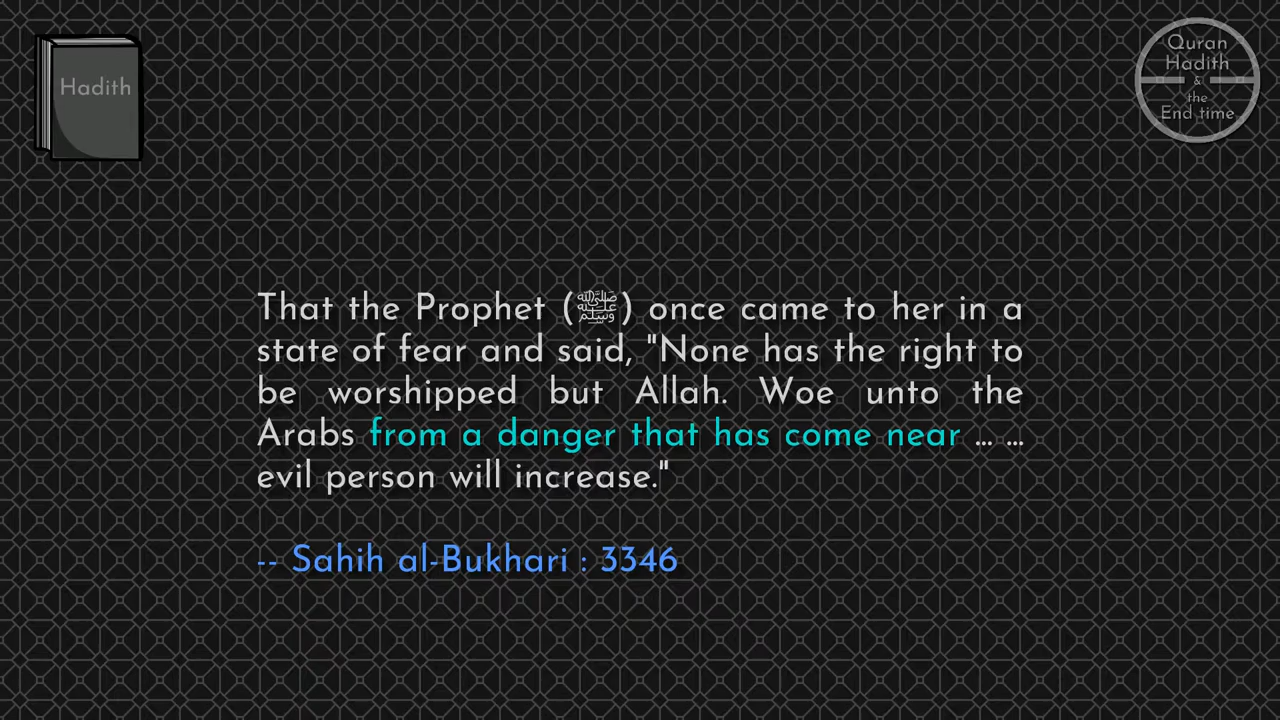 Hadith
Quran
Hadith
&
the
End time
That the Prophet (ﷺ) once came to her in a
state of fear and said, "None has the right to
be worshipped but Allah. Woe unto the
Arabs from a danger that has come near ... ...
evil person will increase."
-- Sahih al-Bukhari : 3346